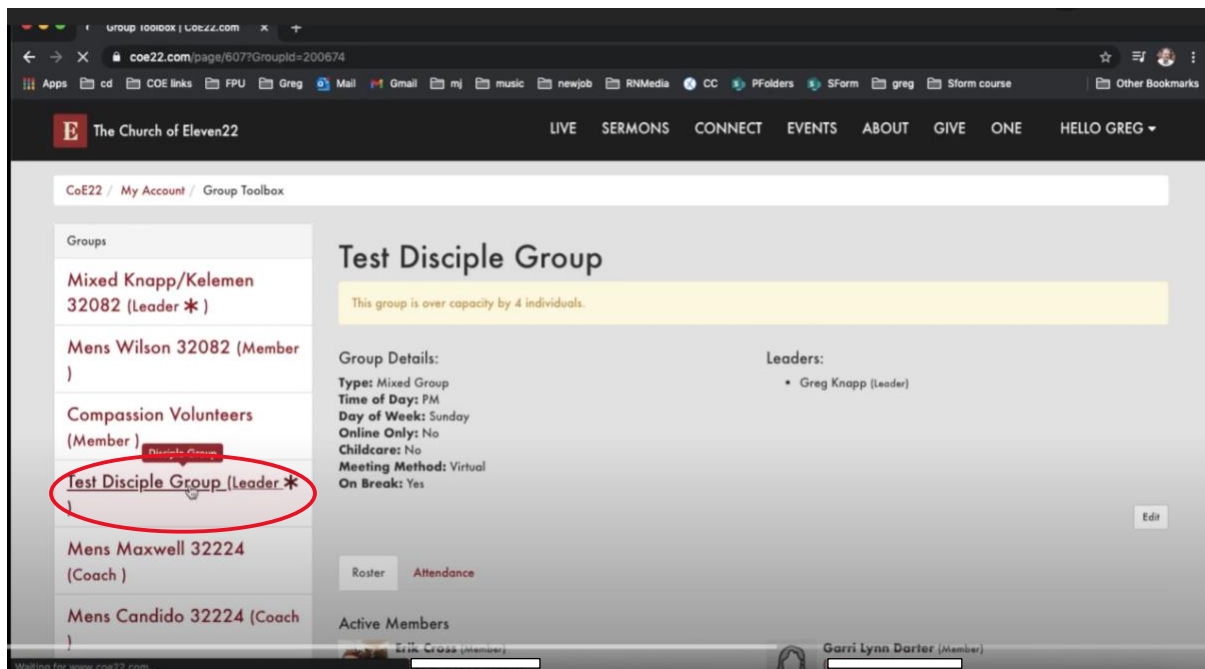 Group Toolbox | CoE22.com × +
coe22.com/page/607?GroupId=200674
Apps cd COE links FPU Greg Mail Gmail mj music newjob RNMedia CC PFolders SForm greg Sform course Other Bookmarks
E The Church of Eleven22 LIVE SERMONS CONNECT EVENTS ABOUT GIVE ONE HELLO GREG
CoE22 / My Account / Group Toolbox
Groups
Mixed Knapp/Kelemen
32082 (Leader * )
Mens Wilson 32082 (Member
)
Compassion Volunteers
(Member )
Disciple Group
Test Disciple Group (Leader *
)
Mens Maxwell 32224
(Coach )
Mens Candido 32224 (Coach
)
Test Disciple Group
This group is over capacity by 4 individuals.
Group Details:
Type: Mixed Group
Time of Day: PM
Day of Week: Sunday
Online Only: No
Childcare: No
Meeting Method: Virtual
On Break: Yes
Leaders:
• Greg Knapp (Leader)
Edit
Roster Attendance
Active Members
Erik Cross (Member)
Garri Lynn Darter (Member)
Waiting for www.coe22.com